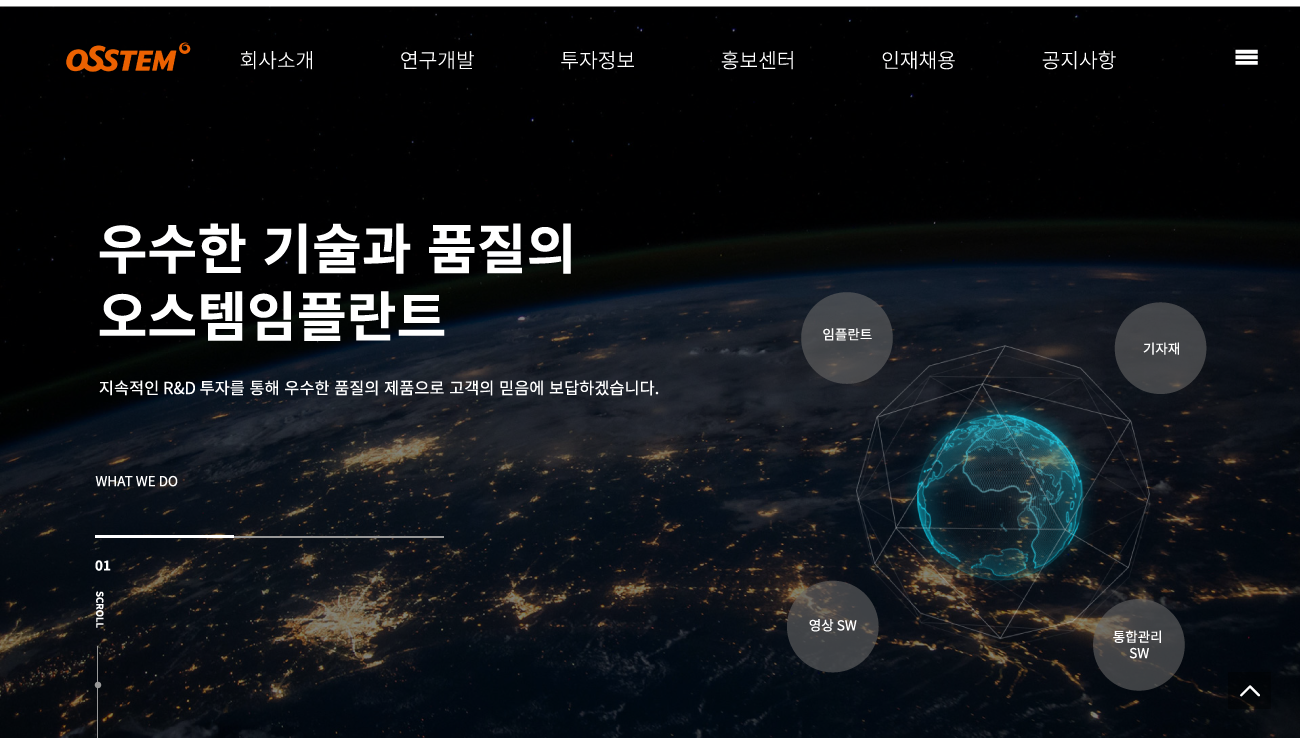 OSSTEM
회사소개
연구개발
투자정보
홍보센터
인재채용
공지사항
우수한 기술과 품질의
오스템임플란트
지속적인 R&D 투자를 통해 우수한 품질의 제품으로 고객의 믿음에 보답하겠습니다.
WHAT WE DO
01
SCROLL
임플란트
기자재
영상 SW
통합관리
SW